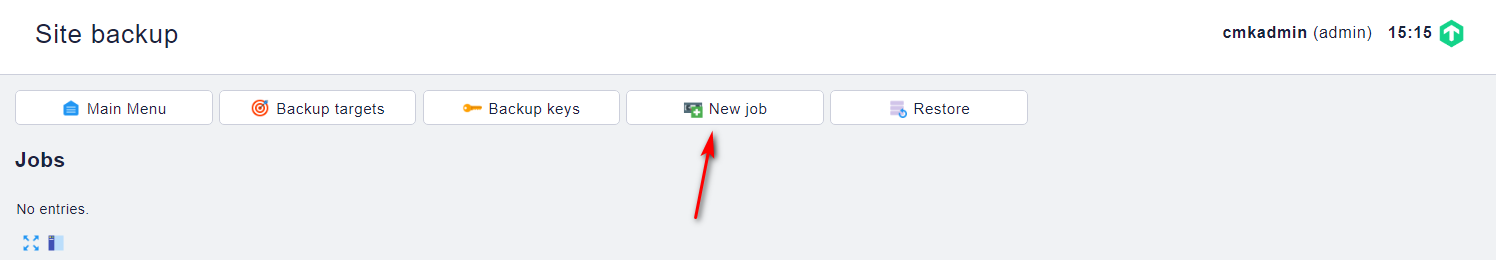 Site backup
cmkadmin (admin) 15:15
Main Menu Backup targets Backup keys New job Restore
Jobs
No entries.